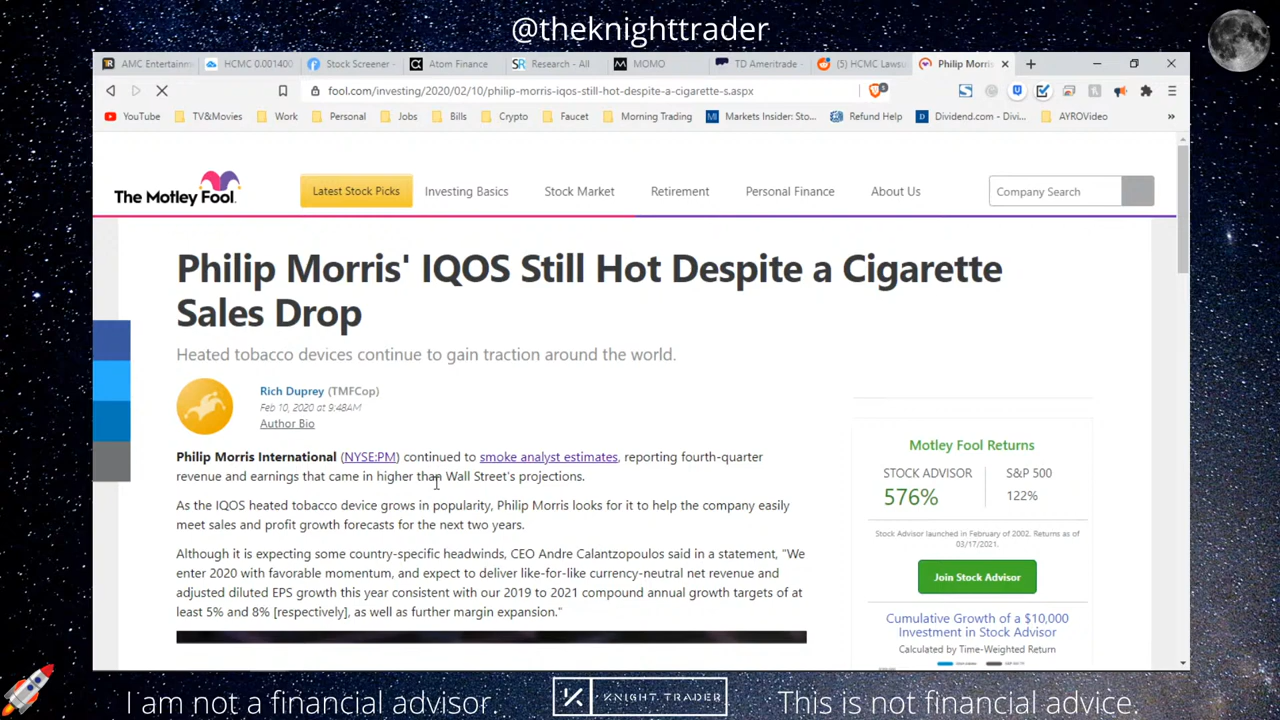 @theknighttrader
AMC Entertainm
HCMC 0.001400
Stock Screener -
Atom Finance
Research - All
MOMO
TD Ameritrade -
(5) HCMC Lawsu
Philip Morris
fool.com/investing/2020/02/10/philip-morris-iqos-still-hot-despite-a-cigarette-s.aspx
YouTube
TV&Movies
Work
Personal
Jobs
Bills
Crypto
Faucet
Morning Trading
Markets Insider: Sto...
Refund Help
Dividend.com - Divi...
AYROVideo
The Motley Fool.
Latest Stock Picks
Investing Basics
Stock Market
Retirement
Personal Finance
About Us
Company Search
Philip Morris' IQOS Still Hot Despite a Cigarette
Sales Drop
Heated tobacco devices continue to gain traction around the world.
Rich Duprey (TMFCop)
Feb 10, 2020 at 9:48AM
Author Bio
Philip Morris International (NYSE:PM) continued to smoke analyst estimates, reporting fourth-quarter
revenue and earnings that came in higher than Wall Street's projections.
As the IQOS heated tobacco device grows in popularity, Philip Morris looks for it to help the company easily
meet sales and profit growth forecasts for the next two years.
Although it is expecting some country-specific headwinds, CEO Andre Calantzopoulos said in a statement, "We
enter 2020 with favorable momentum, and expect to deliver like-for-like currency-neutral net revenue and
adjusted diluted EPS growth this year consistent with our 2019 to 2021 compound annual growth targets of at
least 5% and 8% [respectively], as well as further margin expansion."
Motley Fool Returns
STOCK ADVISOR
S&P 500
576%
122%
Stock Advisor launched in February of 2002. Returns as of
03/17/2021.
Join Stock Advisor
Cumulative Growth of a $10,000
Investment in Stock Advisor
Calculated by Time-Weighted Return
I am not a financial advisor.
KNIGHT TRADER
This is not financial advice.